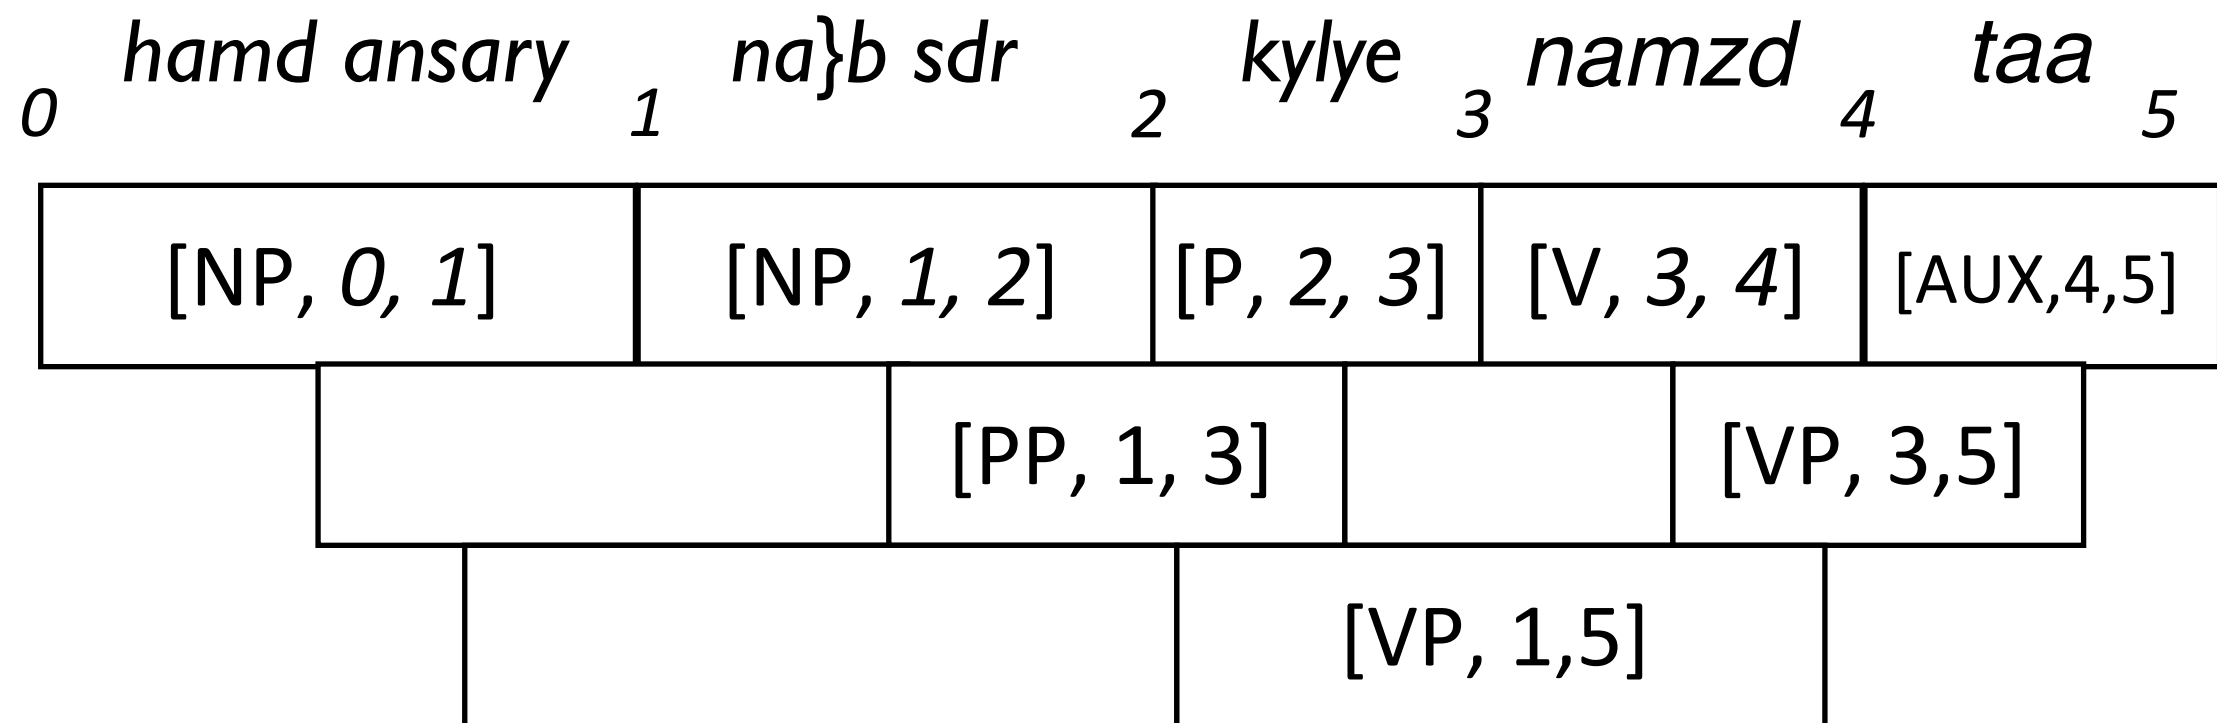 hamd ansary na}b sdr kylye namzd taa
0 1 2 3 4 5
[NP, 0, 1] [NP, 1, 2] [P, 2, 3] [V, 3, 4] [AUX,4,5]
[PP, 1, 3] [VP, 3,5]
[VP, 1,5]